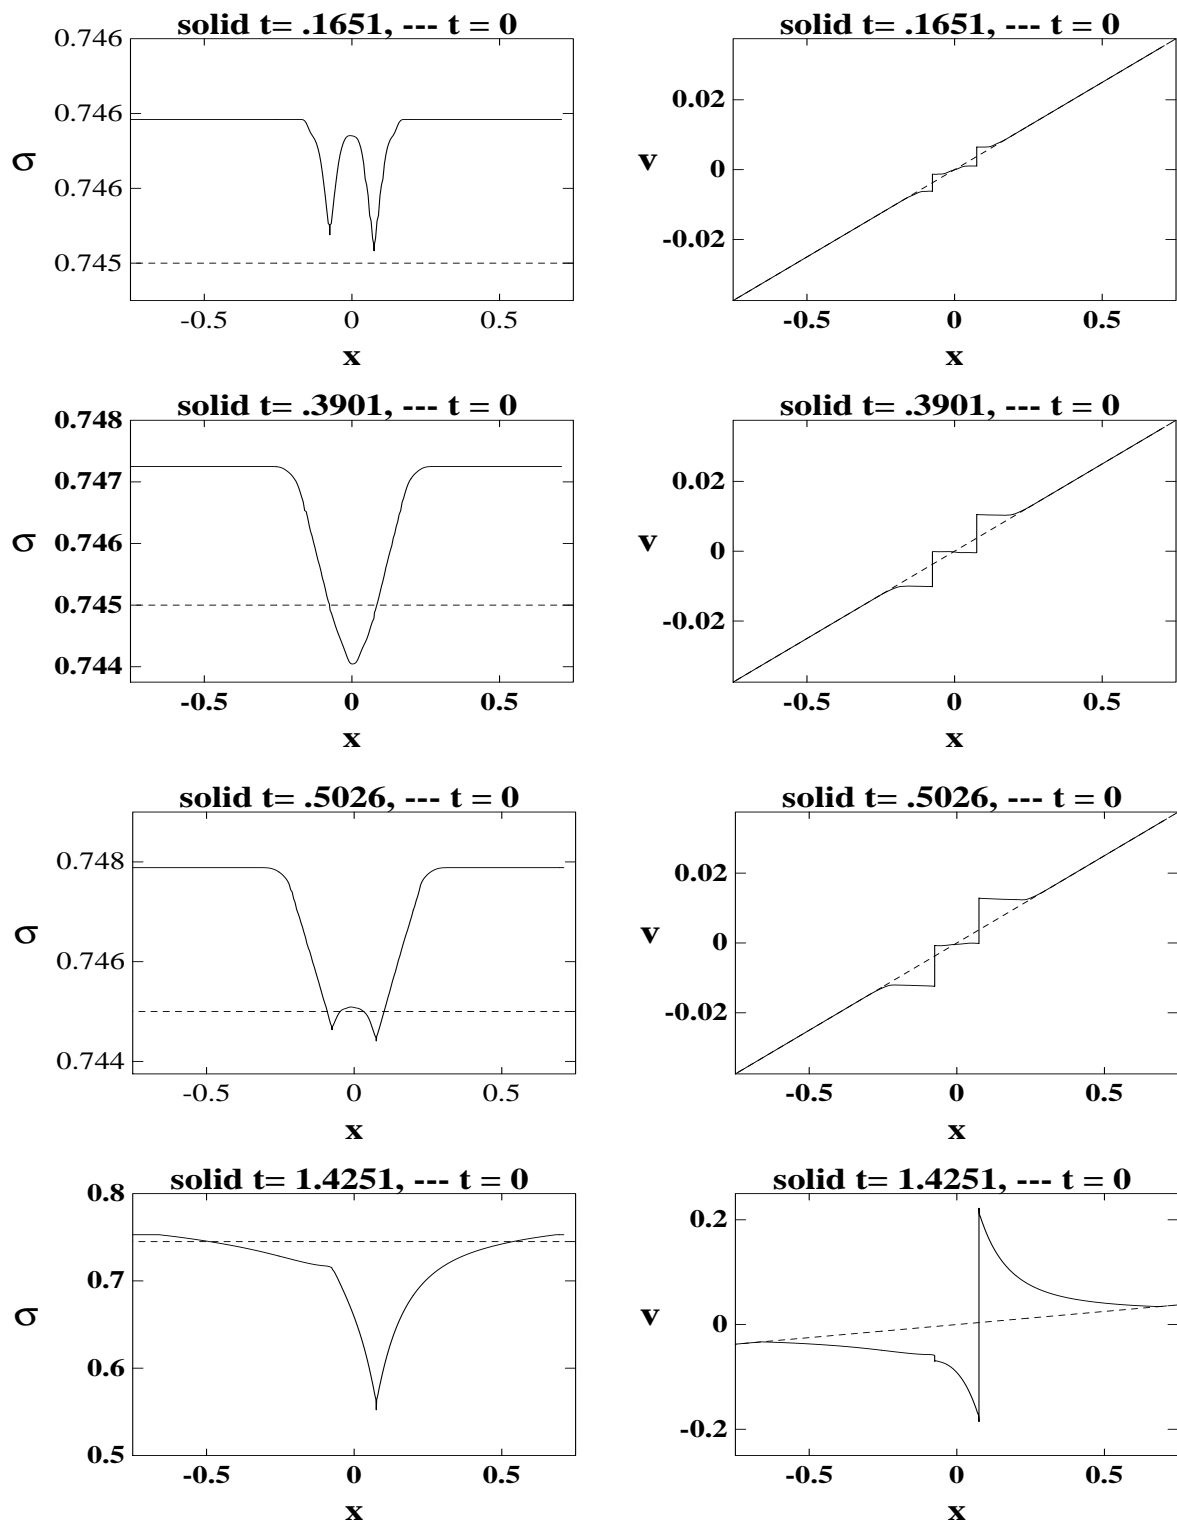 solid t= .1651, --- t = 0
0.746
0.746
0.746
0.745
σ
-0.5 0 0.5
x
solid t= .1651, --- t = 0
0.02
0
-0.02
v
-0.5 0 0.5
x
solid t= .3901, --- t = 0
0.748
0.747
0.746
0.745
0.744
σ
-0.5 0 0.5
x
solid t= .3901, --- t = 0
0.02
0
-0.02
v
-0.5 0 0.5
x
solid t= .5026, --- t = 0
0.748
0.746
0.744
σ
-0.5 0 0.5
x
solid t= .5026, --- t = 0
0.02
0
-0.02
v
-0.5 0 0.5
x
solid t= 1.4251, --- t = 0
0.8
0.7
0.6
0.5
σ
-0.5 0 0.5
x
solid t= 1.4251, --- t = 0
0.2
0
-0.2
v
-0.5 0 0.5
x